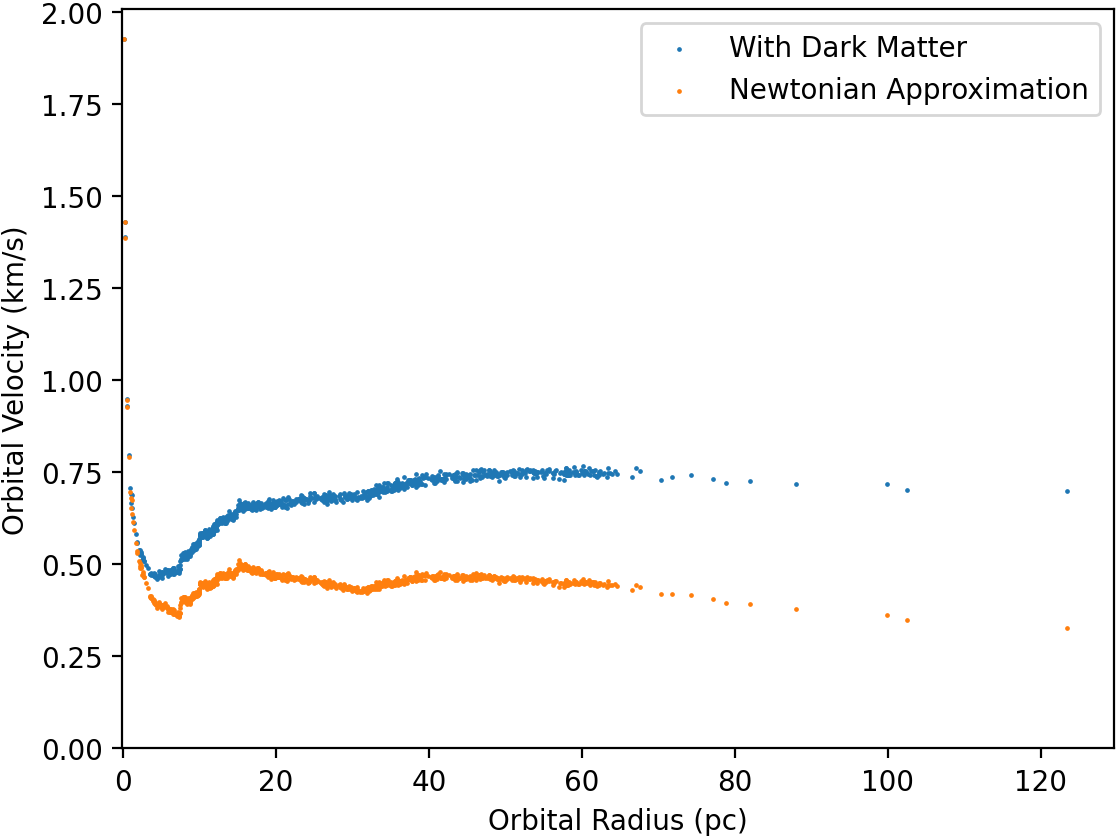 2.00
1.75
1.50
1.25
1.00
0.75
0.50
0.25
0.00
Orbital Velocity (km/s)
With Dark Matter
Newtonian Approximation
0 20 40 60 80 100 120
Orbital Radius (pc)